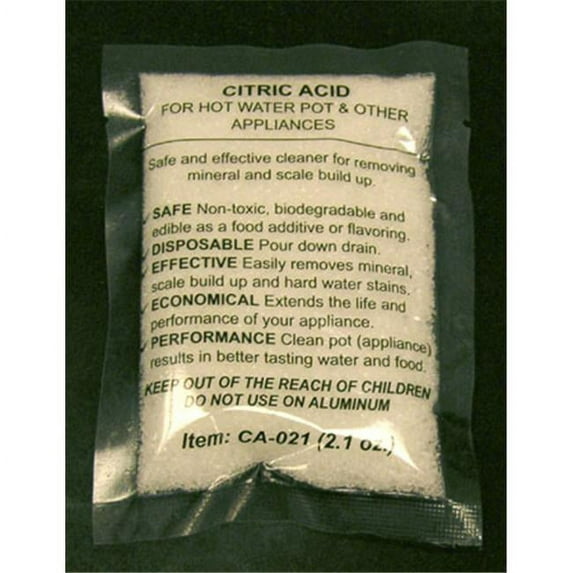 CITRIC ACID
FOR HOT WATER POT & OTHER
APPLIANCES
Safe and effective cleaner for removing
mineral and scale build up.
✓ SAFE Non-toxic, biodegradable and
edible as a food additive or flavoring.
✓ DISPOSABLE Pour down drain.
✓ EFFECTIVE Easily removes mineral,
scale build up and hard water stains.
✓ ECONOMICAL Extends the life and
performance of your appliance.
✓ PERFORMANCE Clean pot (appliance)
results in better tasting water and food.
KEEP OUT OF THE REACH OF CHILDREN
DO NOT USE ON ALUMINUM
Item: CA-021 (2.1 oz.)